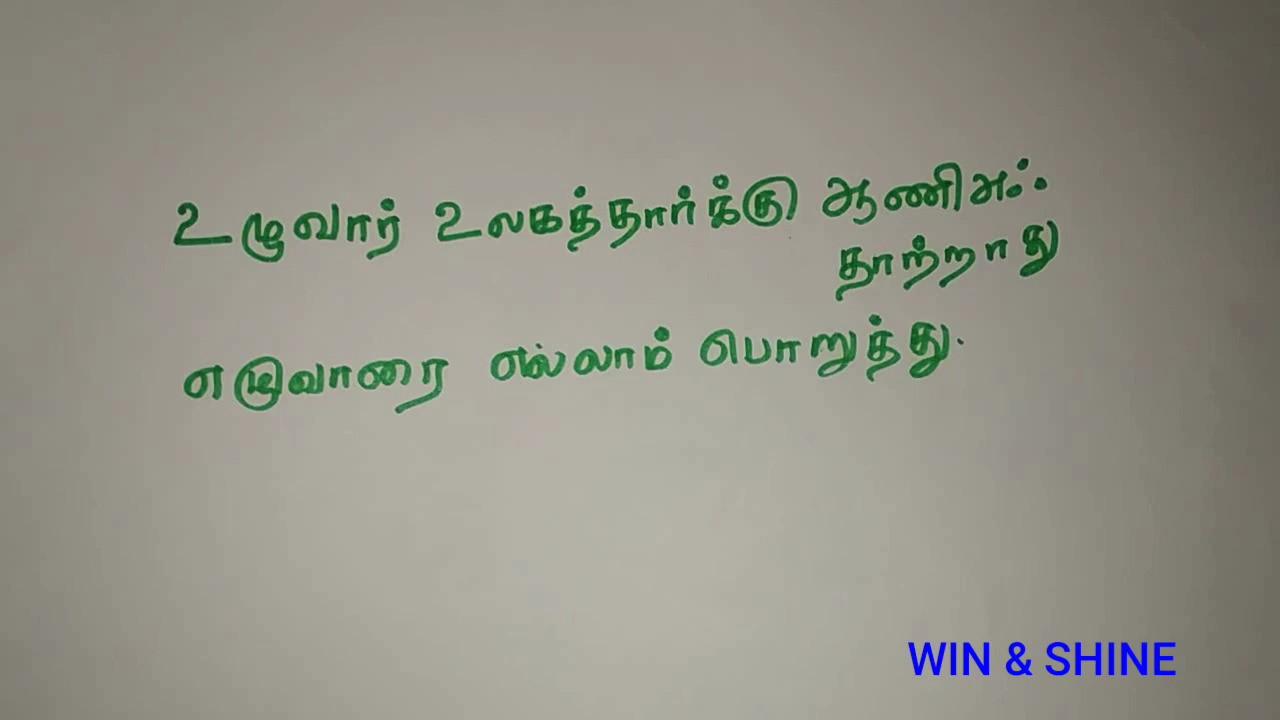 உழுவார் உலகத்தார்க்கு ஆணிஅஃ
தாற்றாது
எழுவாரை எல்லாம் பொறுத்து.
WIN & SHINE